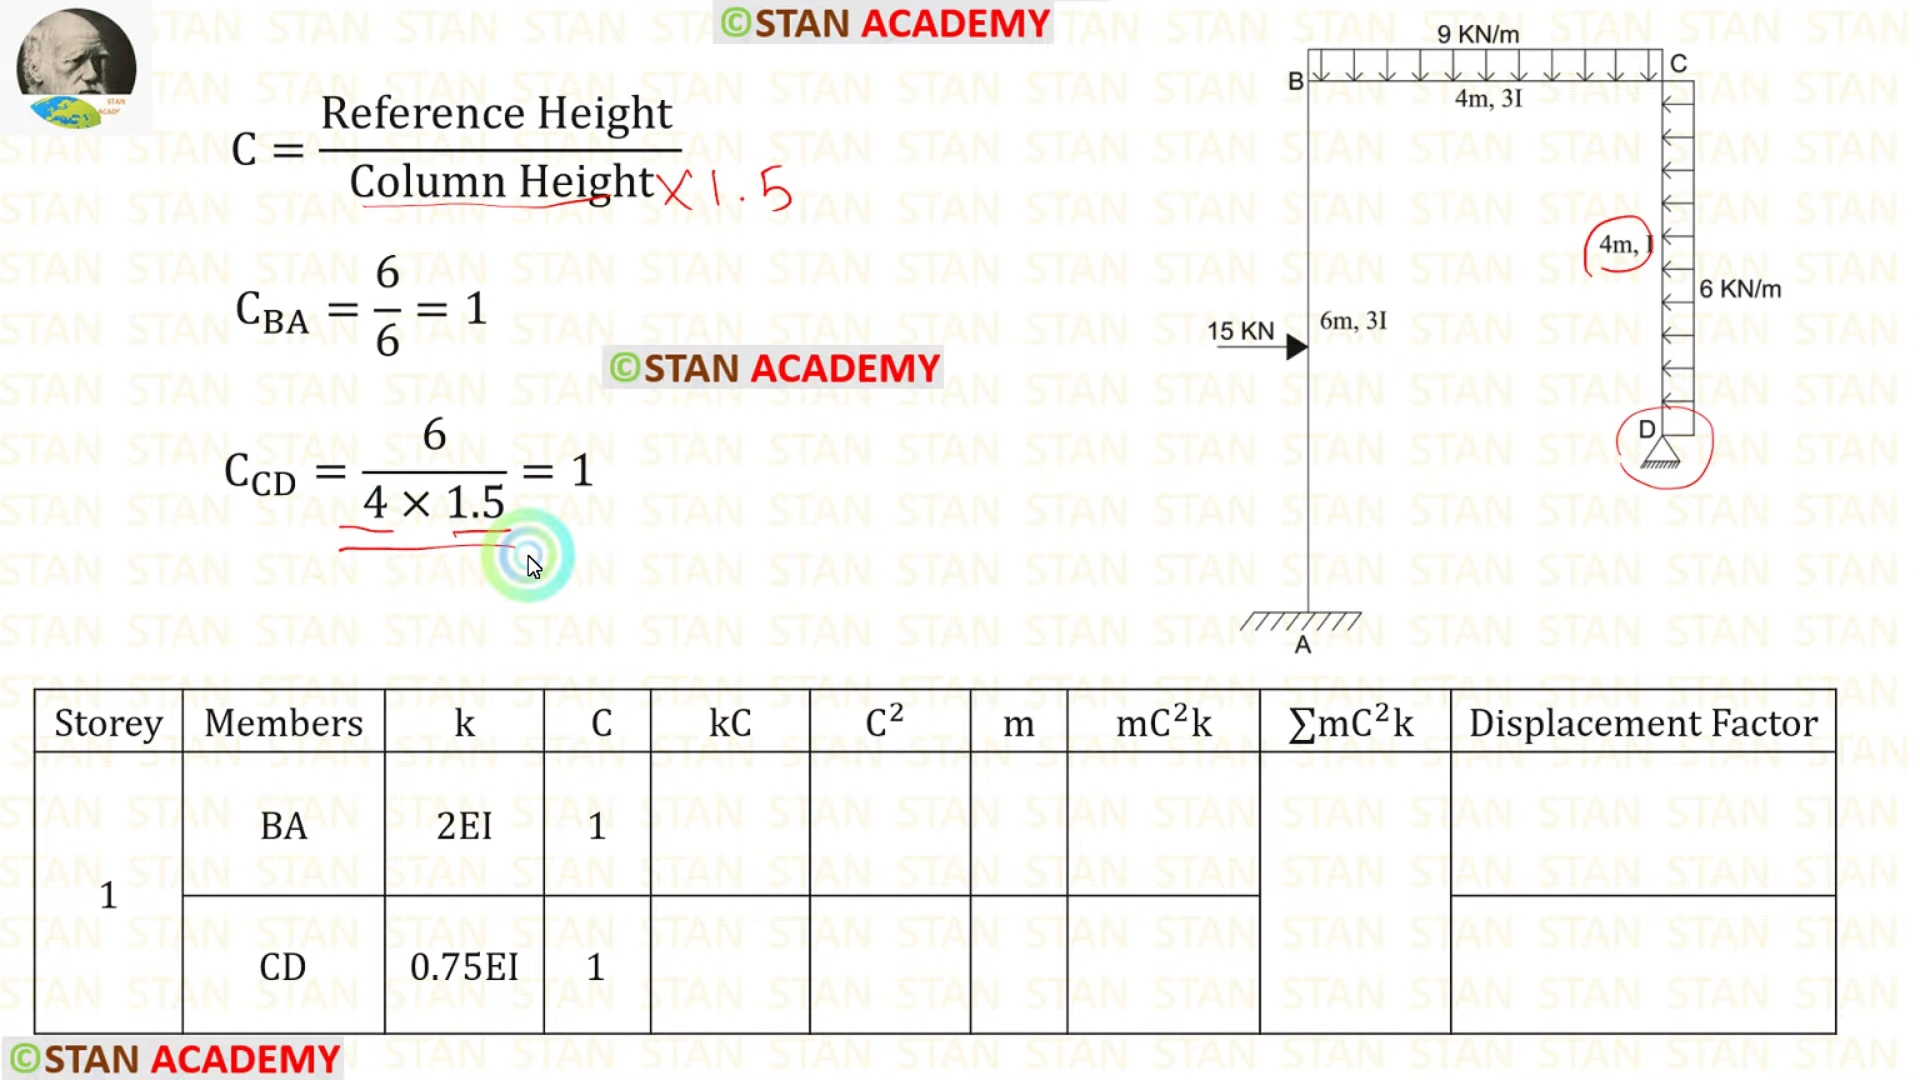 ©STAN ACADEMY
STAN
ACADE
C = Reference Height / Column Height ×1.5
C_BA = 6/6 = 1
©STAN ACADEMY
C_CD = 6 / (4 × 1.5) = 1
9 KN/m
B
C
4m, 3I
4m, I
6 KN/m
15 KN
6m, 3I
D
A
Storey Members k C kC C² m mC²k ∑mC²k Displacement Factor
1
BA 2EI 1
CD 0.75EI 1
©STAN ACADEMY